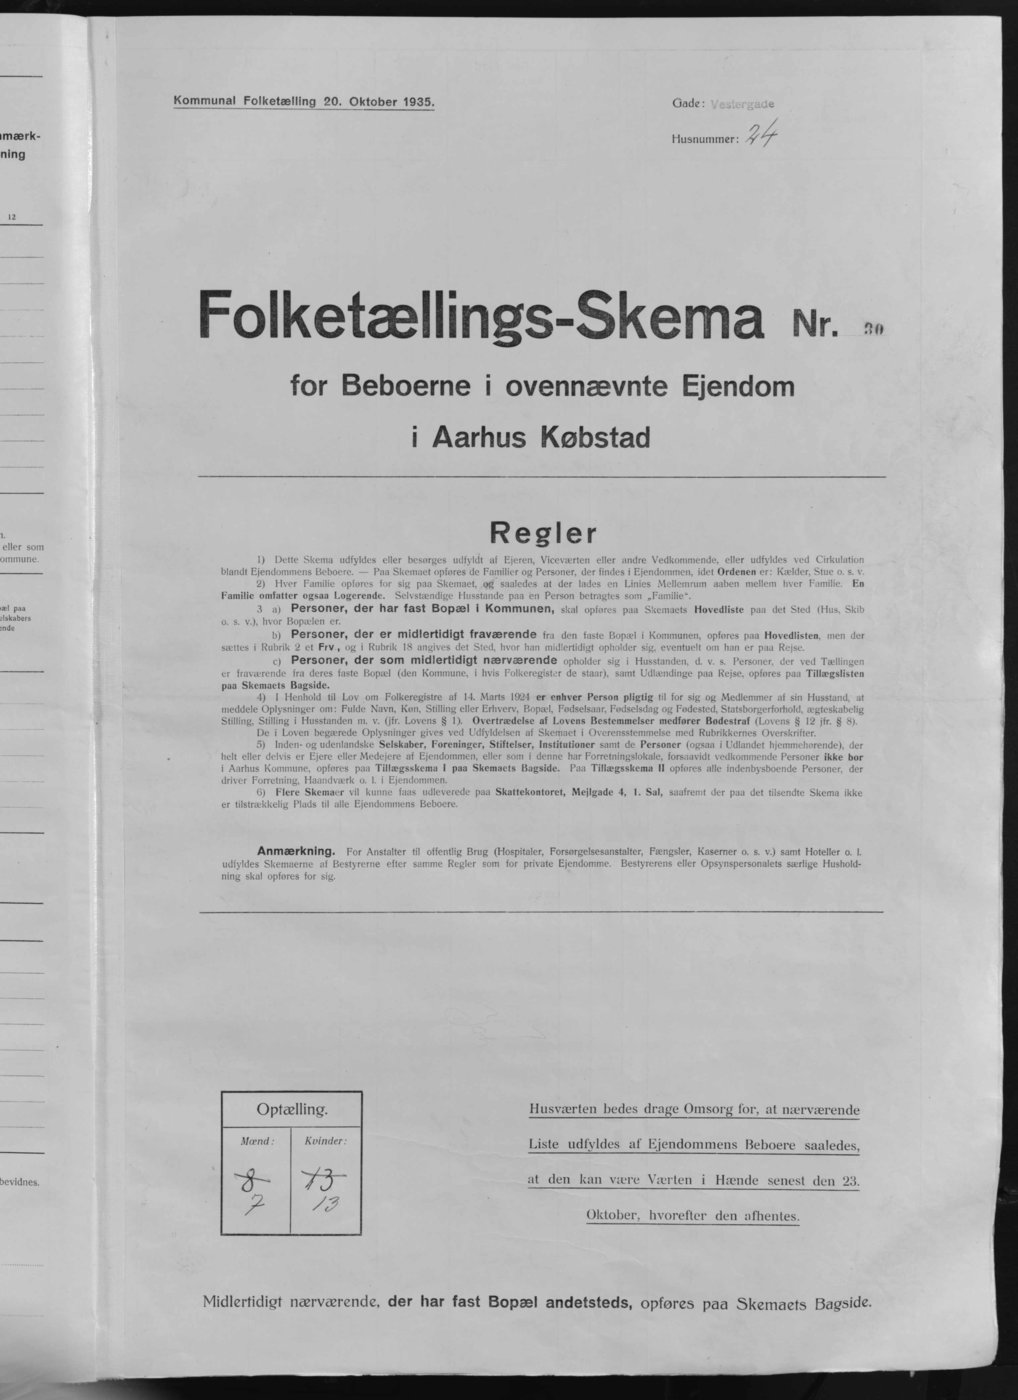 mærk-
ning
12
eller som
ommune.
æl paa
elskabers
ende
bevidnes.
Kommunal Folketælling 20. Oktober 1935.
Gade: Vestergade
Husnummer: 24
Folketællings-Skema Nr. 30
for Beboerne i ovennævnte Ejendom
i Aarhus Købstad
Regler
1) Dette Skema udfyldes eller besørges udfyldt af Ejeren, Viceværten eller andre Vedkommende, eller udfyldes ved Cirkulation
blandt Ejendommens Beboere. — Paa Skemaet opføres de Familier og Personer, der findes i Ejendommen, idet Ordenen er: Kælder, Stue o. s. v.
2) Hver Familie opføres for sig paa Skemaet, og saaledes at der lades en Linies Mellemrum aaben mellem hver Familie. En
Familie omfatter ogsaa Logerende. Selvstændige Husstande paa en Person betragtes som „Familie“.
3 a) Personer, der har fast Bopæl i Kommunen, skal opføres paa Skemaets Hovedliste paa det Sted (Hus, Skib
o. s. v.), hvor Bopælen er.
b) Personer, der er midlertidigt fraværende fra den faste Bopæl i Kommunen, opføres paa Hovedlisten, men der
sættes i Rubrik 2 et Frv., og i Rubrik 18 angives det Sted, hvor han midlertidigt opholder sig, eventuelt om han er paa Rejse.
c) Personer, der som midlertidigt nærværende opholder sig i Husstanden, d. v. s. Personer, der ved Tællingen
er fraværende fra deres faste Bopæl (den Kommune, i hvis Folkeregister de staar), samt Udlændinge paa Rejse, opføres paa Tillægslisten
paa Skemaets Bagside.
4) I Henhold til Lov om Folkeregistre af 14. Marts 1924 er enhver Person pligtig til for sig og Medlemmer af sin Husstand, at
meddele Oplysninger om: Fulde Navn, Køn, Stilling eller Erhverv, Bopæl, Fødselsaar, Fødselsdag og Fødested, Statsborgerforhold, ægteskabelig
Stilling, Stilling i Husstanden m. v. (jfr. Lovens § 1). Overtrædelse af Lovens Bestemmelser medfører Bødestraf (Lovens § 12 jfr. § 8).
De i Loven begærede Oplysninger gives ved Udfyldelsen af Skemaet i Overensstemmelse med Rubrikkernes Overskrifter.
5) Inden- og udenlandske Selskaber, Foreninger, Stiftelser, Institutioner samt de Personer (ogsaa i Udlandet hjemmehørende), der
helt eller delvis er Ejere eller Medejere af Ejendommen, eller som i denne har Forretningslokale, forsaavidt vedkommende Personer ikke bor
i Aarhus Kommune, opføres paa Tillægsskema I paa Skemaets Bagside. Paa Tillægsskema II opføres alle indenbysboende Personer, der
driver Forretning, Haandværk o. l. i Ejendommen.
6) Flere Skemaer vil kunne faas udleverede paa Skattekontoret, Mejlgade 4, 1. Sal, saafremt der paa det tilsendte Skema ikke
er tilstrækkelig Plads til alle Ejendommens Beboere.
Anmærkning. For Anstalter til offentlig Brug (Hospitaler, Forsørgelsesanstalter, Fængsler, Kaserner o. s. v.) samt Hoteller o. l.
udfyldes Skemaerne af Bestyrerne efter samme Regler som for private Ejendomme. Bestyrerens eller Opsynspersonalets særlige Hushold-
ning skal opføres for sig.
Optælling.
Mænd: Kvinder:
8 13
7 13
Husværten bedes drage Omsorg for, at nærværende
Liste udfyldes af Ejendommens Beboere saaledes,
at den kan være Værten i Hænde senest den 23.
Oktober, hvorefter den afhentes.
Midlertidigt nærværende, der har fast Bopæl andetsteds, opføres paa Skemaets Bagside.